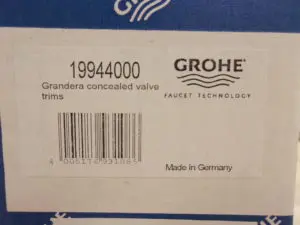 19944000
Grandera concealed valve
trims
GROHE
FAUCET TECHNOLOGY
Made in Germany